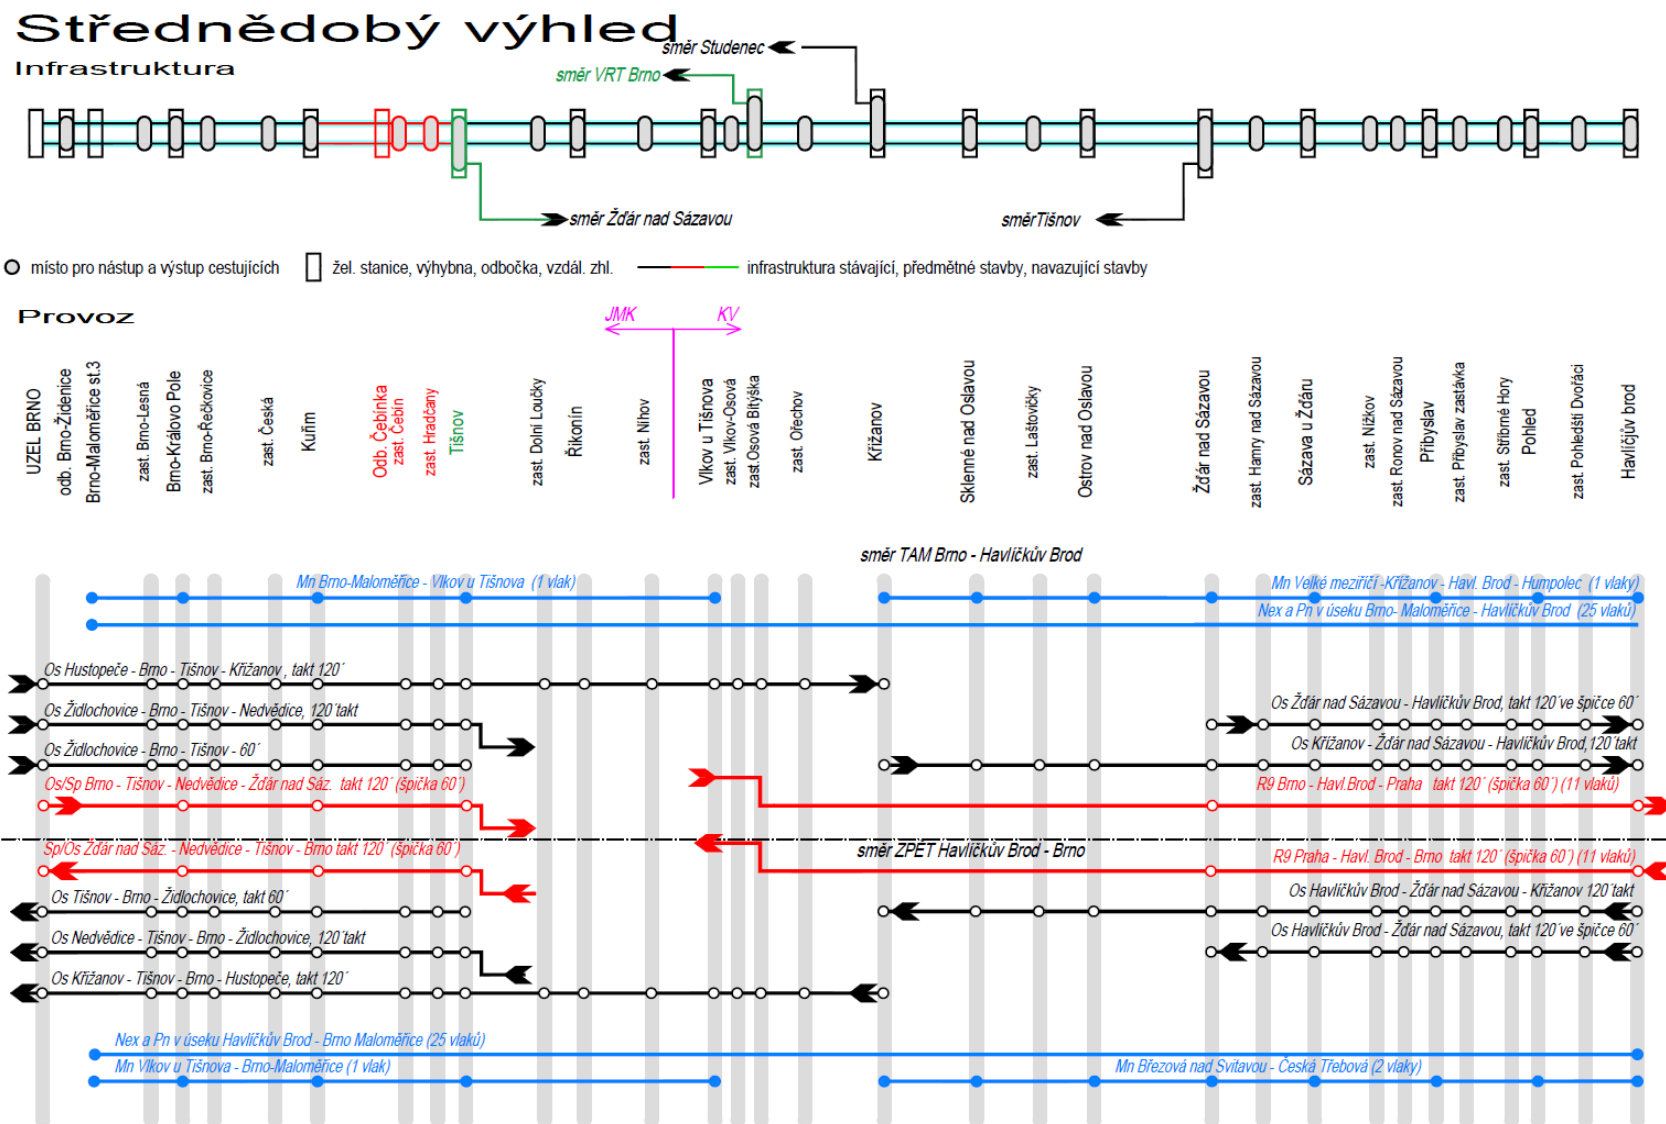 Střednědobý výhled
Infrastruktura
směr Studenec
směr VRT Brno
směr Žďár nad Sázavou
směrTišnov
místo pro nástup a výstup cestujících
žel. stanice, výhybna, odbočka, vzdál. zhl.
infrastruktura stávající, předmětné stavby, navazující stavby
Provoz
JMK
KV
UZEL BRNO
odb. Brno-Židenice
Brno-Maloměřice st.3
zast. Brno-Lesná
Brno-Královo Pole
zast. Brno-Řečkovice
zast. Česká
Kuřim
Odb. Čebínka
zast. Čebín
zast. Hradčany
Tišnov
zast. Dolní Loučky
Řikonín
zast. Níhov
Vlkov u Tišnova
zast. Vlkov-Osová
zast.Osová Bitýška
zast. Ořechov
Křižanov
Sklenné nad Oslavou
zast. Laštovičky
Ostrov nad Oslavou
Žďár nad Sázavou
zast. Hamry nad Sázavou
Sázava u Žďáru
zast. Nížkov
zast. Ronov nad Sázavou
Přibyslav
zast. Přibyslav zastávka
zast. Stříbrné Hory
Pohled
zast. Pohledští Dvořáci
Havlíčjův brod
směr TAM Brno - Havlíčkův Brod
Mn Brno-Maloměřice - Vlkov u Tišnova (1 vlak)
Mn Velké meziříčí -Křižanov - Havl. Brod - Humpolec (1 vlaky)
Nex a Pn v úseku Brno- Maloměřice - Havlíčkův Brod (25 vlaků)
Os Hustopeče - Brno - Tišnov - Křižanov , takt 120´
Os Židlochovice - Brno - Tišnov - Nedvědice, 120´takt
Os Žďár nad Sázavou - Havlíčkův Brod, takt 120´ve špičce 60´
Os Židlochovice - Brno - Tišnov - 60´
Os Křížanov - Žďár nad Sázavou - Havlíčkův Brod,120´takt
Os/Sp Brno - Tišnov - Nedvědice - Žďár nad Sáz. takt 120´ (špička 60´)
R9 Brno - Havl.Brod - Praha takt 120´ (špička 60´) (11 vlaků)
Sp/Os Žďár nad Sáz. - Nedvědice - Tišnov - Brno takt 120´ (špička 60´)
směr ZPĚT Havlíčkův Brod - Brno
R9 Praha - Havl. Brod - Brno takt 120´ (špička 60´) (11 vlaků)
Os Tišnov - Brno - Židlochovice, takt 60´
Os Havlíčkův Brod - Žďár nad Sázavou - Křižanov 120´takt
Os Nedvědice - Tišnov - Brno - Židlochovice, 120´takt
Os Havlíčkův Brod - Žďár nad Sázavou, takt 120´ve špičce 60´
Os Křižanov - Tišnov - Brno - Hustopeče, takt 120´
Nex a Pn v úseku Havlíčkův Brod - Brno Maloměřice (25 vlaků)
Mn Vlkov u Tišnova - Brno-Maloměřice (1 vlak)
Mn Březová nad Svitavou - Česká Třebová (2 vlaky)